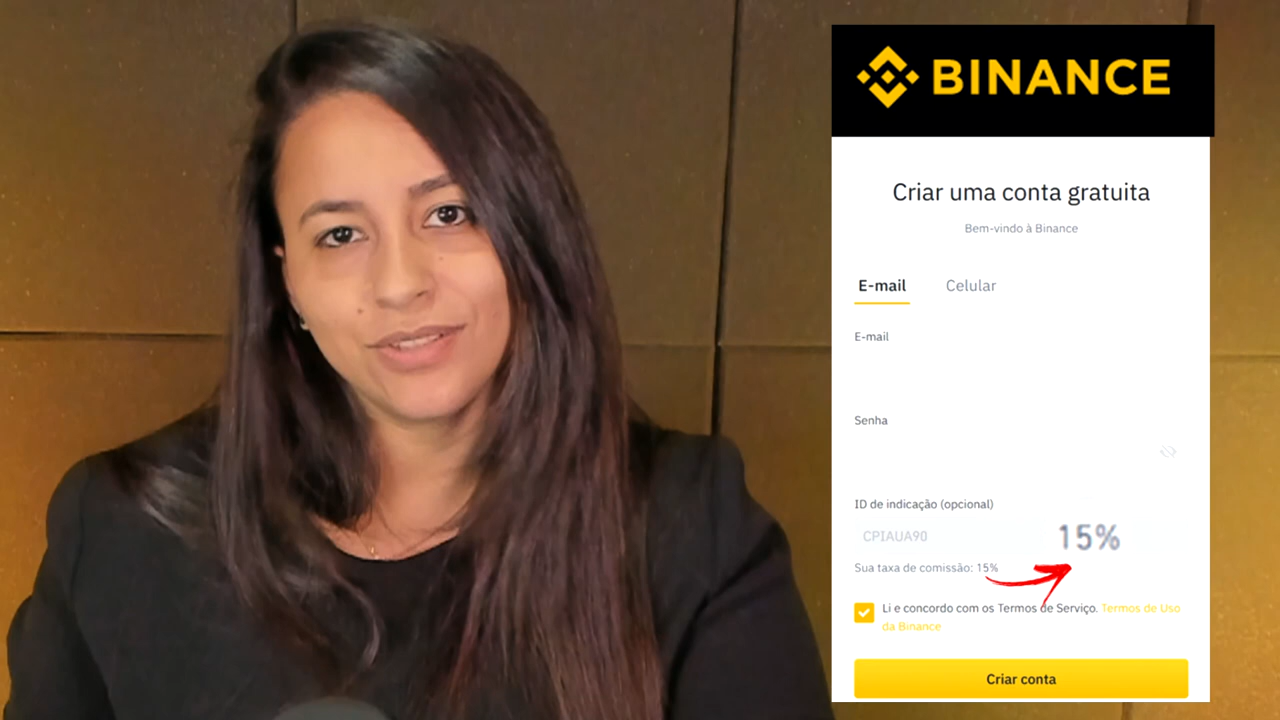 BINANCE
Criar uma conta gratuita
Bem-vindo à Binance
E-mail Celular
E-mail
Senha
ID de indicação (opcional)
CPIAUA90 15%
Sua taxa de comissão: 15%
Li e concordo com os Termos de Serviço. Termos de Uso
da Binance
Criar conta